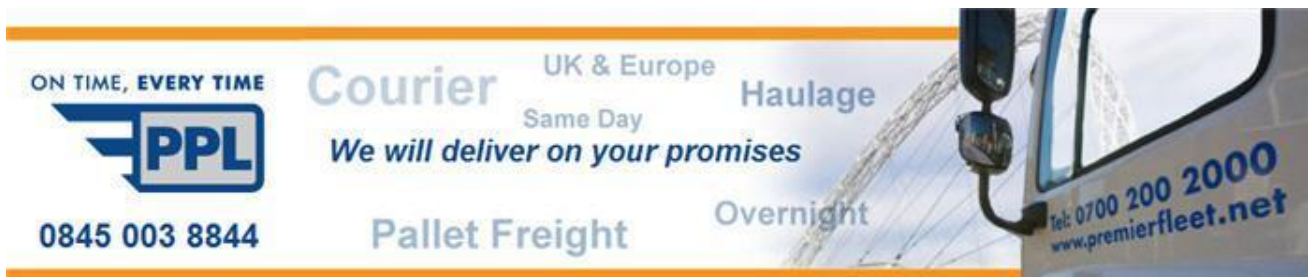 ON TIME, EVERY TIME
PPL
0845 003 8844
Courier
UK & Europe
Haulage
Same Day
We will deliver on your promises
Pallet Freight
Overnight
Tel: 0700 200 2000
www.premierfleet.net